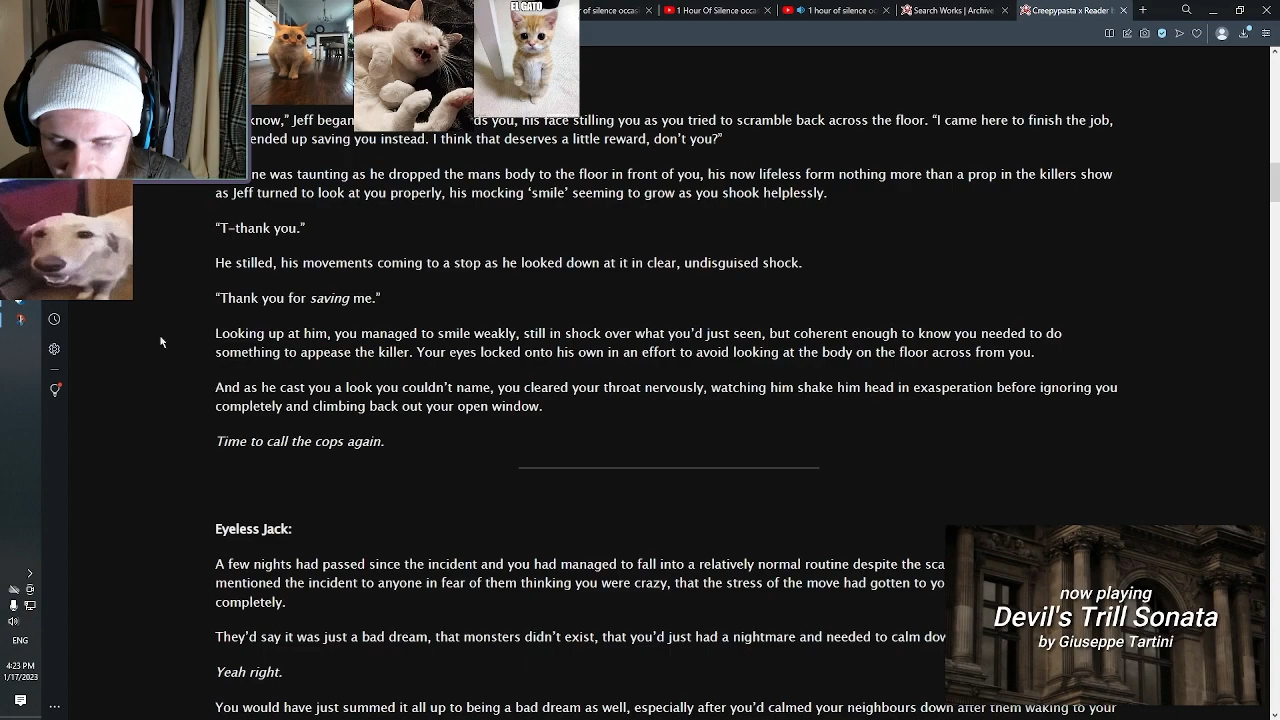 EL GATO
of silence occasi
1 Hour Of Silence occas
1 hour of silence oc
Search Works | Archive
Creepypasta x Reader
know,” Jeff began
ds you, his face stilling you as you tried to scramble back across the floor. “I came here to finish the job,
ended up saving you instead. I think that deserves a little reward, don’t you?”
ne was taunting as he dropped the mans body to the floor in front of you, his now lifeless form nothing more than a prop in the killers show
as Jeff turned to look at you properly, his mocking ‘smile’ seeming to grow as you shook helplessly.
“T-thank you.”
He stilled, his movements coming to a stop as he looked down at it in clear, undisguised shock.
“Thank you for saving me.”
Looking up at him, you managed to smile weakly, still in shock over what you’d just seen, but coherent enough to know you needed to do
something to appease the killer. Your eyes locked onto his own in an effort to avoid looking at the body on the floor across from you.
And as he cast you a look you couldn’t name, you cleared your throat nervously, watching him shake him head in exasperation before ignoring you
completely and climbing back out your open window.
Time to call the cops again.
Eyeless Jack:
A few nights had passed since the incident and you had managed to fall into a relatively normal routine despite the sca
mentioned the incident to anyone in fear of them thinking you were crazy, that the stress of the move had gotten to yo
completely.
They’d say it was just a bad dream, that monsters didn’t exist, that you’d just had a nightmare and needed to calm dow
Yeah right.
You would have just summed it all up to being a bad dream as well, especially after you’d calmed your neighbours down after them waking to your
now playing
Devil's Trill Sonata
by Giuseppe Tartini
ENG
4:23 PM
1/17/2023